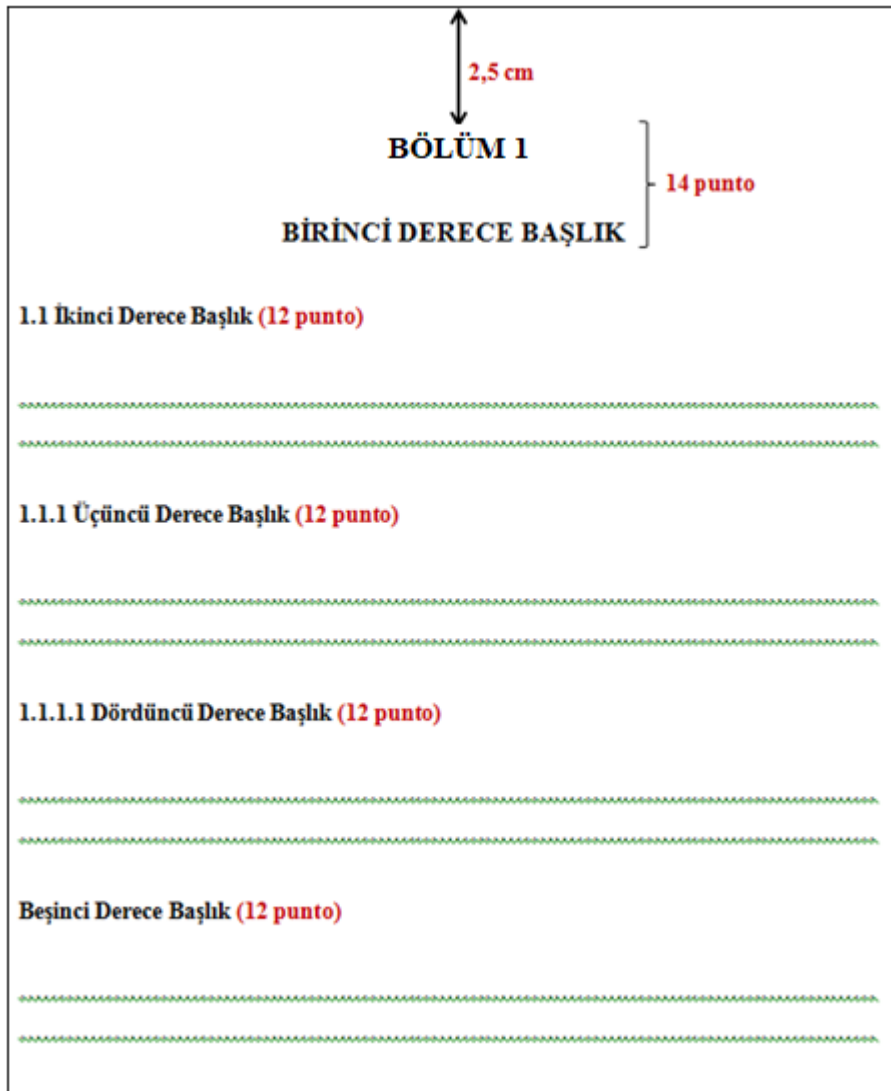 2,5 cm
BÖLÜM 1
14 punto
BİRİNCİ DERECE BAŞLIK
1.1 İkinci Derece Başlık (12 punto)
1.1.1 Üçüncü Derece Başlık (12 punto)
1.1.1.1 Dördüncü Derece Başlık (12 punto)
Beşinci Derece Başlık (12 punto)